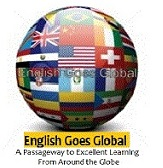 English Goes Global
English Goes Global
A Passageway to Excellent Learning
From Around the Globe